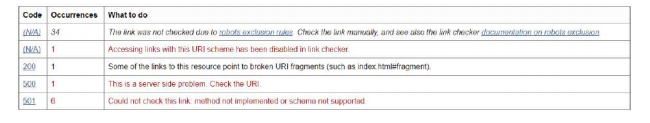 Code Occurrences What to do
(N/A) 34 The link was not checked due to robots exclusion rules. Check the link manually, and see also the link checker documentation on robots exclusion
(N/A) 1 Accessing links with this URI scheme has been disabled in link checker.
200 1 Some of the links to this resource point to broken URI fragments (such as index.html#fragment).
500 1 This is a server side problem. Check the URI.
501 6 Could not check this link: method not implemented or scheme not supported.